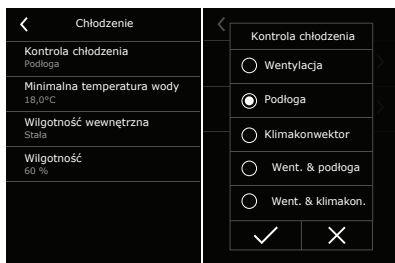 Chłodzenie
Kontrola chłodzenia
Podłoga
Minimalna temperatura wody
18,0°C
Wilgotność wewnętrzna
Stała
Wilgotność
60 %
Kontrola chłodzenia
Wentylacja
Podłoga
Klimakonwektor
Went. & podłoga
Went. & klimakon.